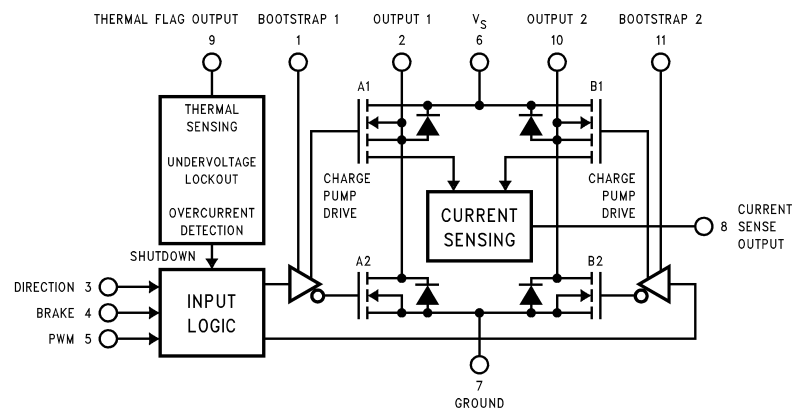 THERMAL FLAG OUTPUT
9
BOOTSTRAP 1
1
OUTPUT 1
2
VS
6
OUTPUT 2
10
BOOTSTRAP 2
11
A1
B1
THERMAL
SENSING
UNDERVOLTAGE
LOCKOUT
OVERCURRENT
DETECTION
CHARGE
PUMP
DRIVE
CURRENT
SENSING
CHARGE
PUMP
DRIVE
8
CURRENT
SENSE
OUTPUT
SHUTDOWN
A2
B2
DIRECTION 3
BRAKE 4
PWM 5
INPUT
LOGIC
7
GROUND